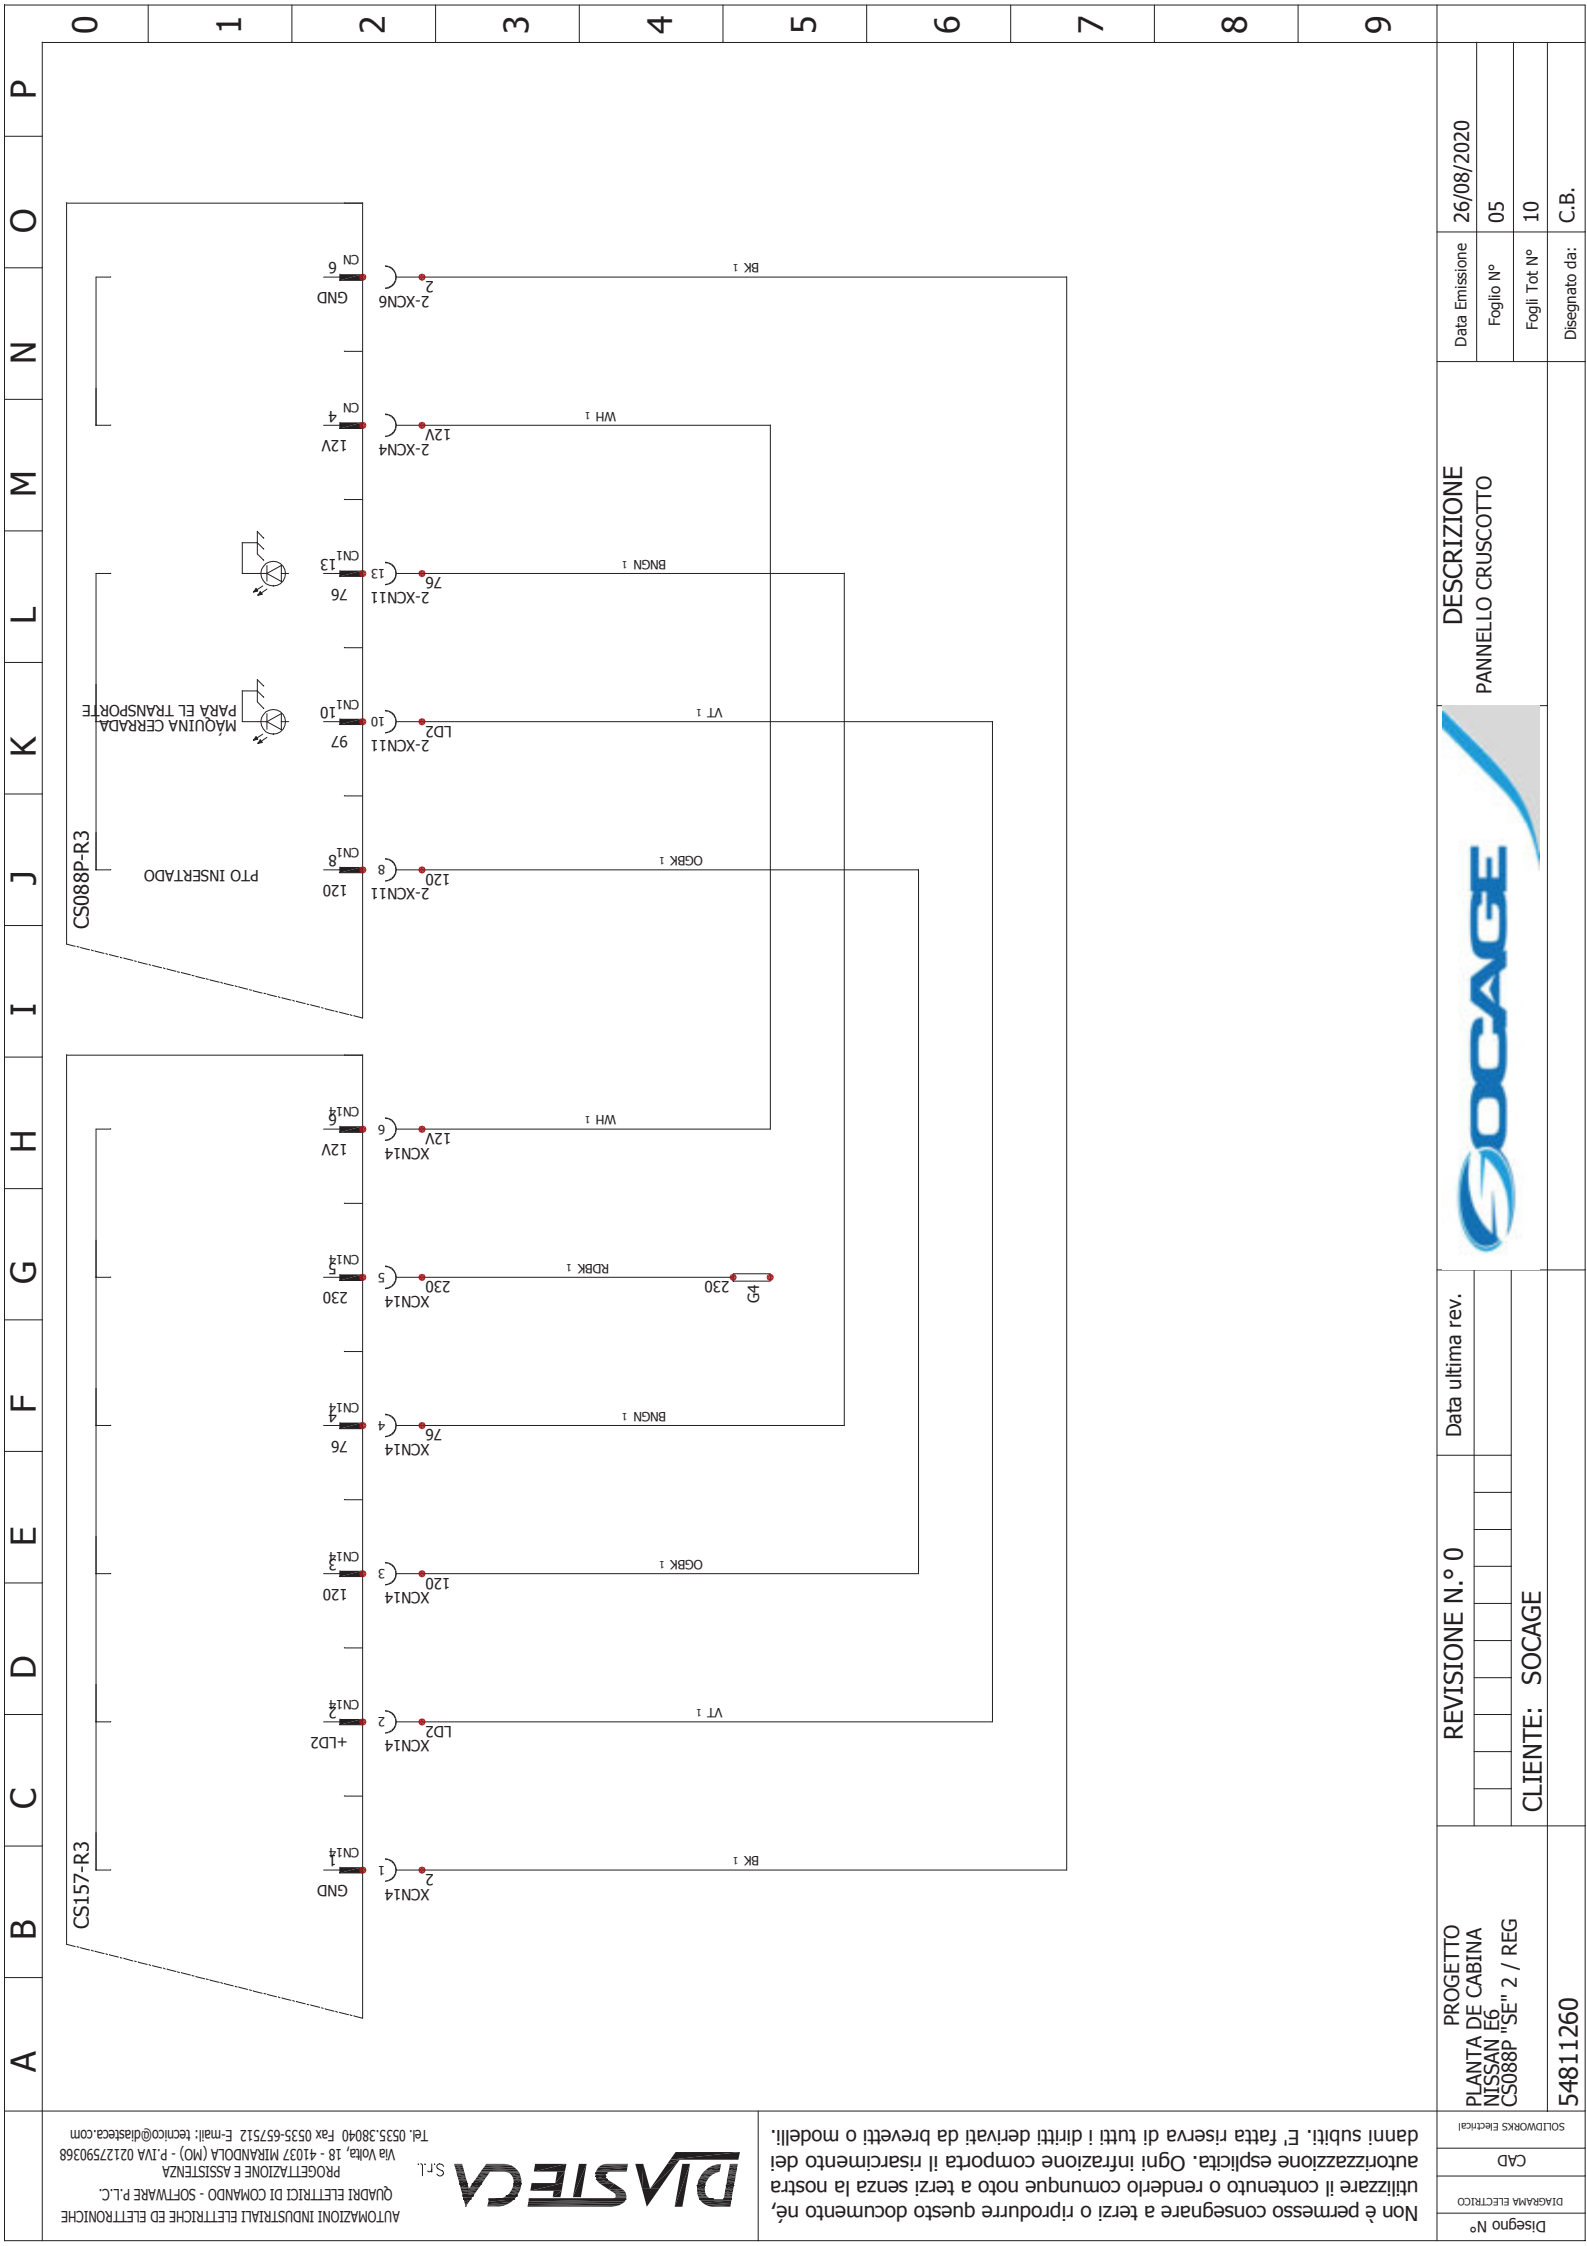 A B C D E F G H I J K L M N O P
0
1
2
3
4
5
6
7
8
9
CS157-R3
GND
1
CN14
1
XCN14
2
BK 1
+LD2
2
CN14
2
XCN14
LD2
VT 1
120
3
CN14
3
XCN14
120
OGBK 1
76
4
CN14
4
XCN14
76
BNGN 1
230
5
CN14
5
XCN14
230
RDBK 1
230
G4
12V
6
CN14
6
XCN14
12V
WH 1
CS088P-R3
PTO INSERTADO
120
8
CN1
8
2-XCN11
120
OGBK 1
MÁQUINA CERRADA
PARA EL TRANSPORTE
97
10
CN1
10
2-XCN11
LD2
VT 1
76
13
CN1
13
2-XCN11
76
BNGN 1
12V
4
CN
2-XCN4
12V
WH 1
GND
6
CN
2-XCN6
2
BK 1
AUTOMAZIONI INDUSTRIALI ELETTRICHE ED ELETTRONICHE
QUADRI ELETTRICI DI COMANDO - SOFTWARE P.L.C.
PROGETTAZIONE E ASSISTENZA
Via Volta, 18 - 41037 MIRANDOLA (MO) - P.IVA 02127590368
Tel. 0535.38040 Fax 0535-657512 E-mail: tecnico@diasteca.com
DIASTECA S.r.l.
Non è permesso consegnare a terzi o riprodurre questo documento né,
utilizzare il contenuto o renderlo comunque noto a terzi senza la nostra
autorizzazzione esplicita. Ogni infrazione comporta il risarcimento dei
danni subiti. E' fatta riserva di tutti i diritti derivati da brevetti o modelli.
Disegno N°
DIAGRAMA ELECTRICO
CAD
SOLIDWORKS Electrical
PROGETTO
PLANTA DE CABINA
NISSAN E6
CS088P "SE" 2 / REG
54811260
REVISIONE N.° 0
Data ultima rev.
CLIENTE: SOCAGE
SOCAGE
DESCRIZIONE
PANNELLO CRUSCOTTO
Data Emissione 26/08/2020
Foglio N° 05
Fogli Tot N° 10
Disegnato da: C.B.